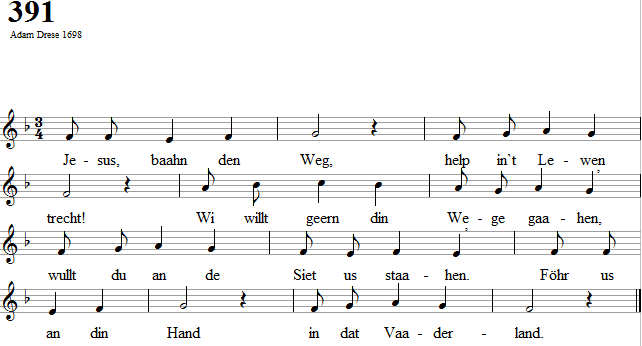 391
Adam Drese 1698
3
4
Je - sus, baahn den Weg, help in`t Le - wen
trecht! Wi willt geern din We - ge gaa - hen,
wullt du an de Siet us staa - hen. Föhr us
an din Hand in dat Vaa - der - land.